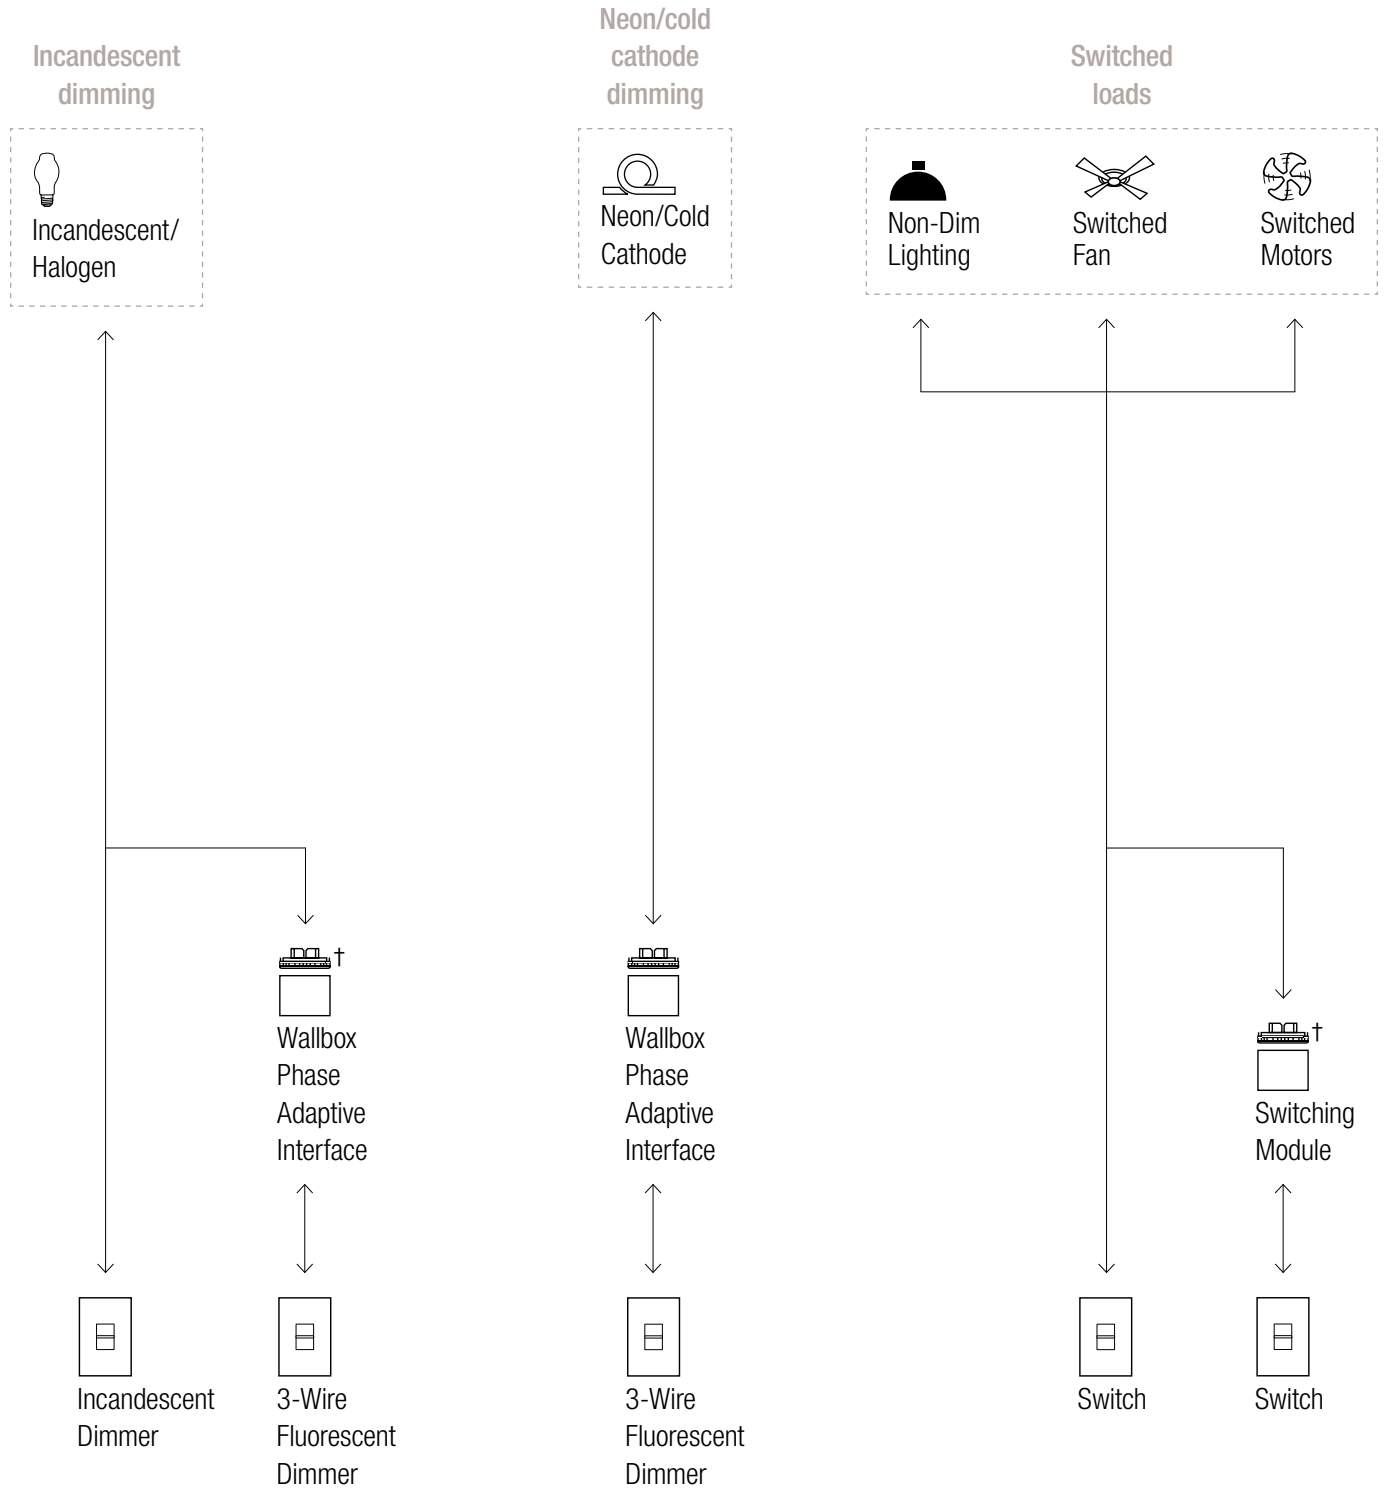 Incandescent
dimming
Neon/cold
cathode
dimming
Switched
loads
Incandescent/
Halogen
Neon/Cold
Cathode
Non-Dim
Lighting
Switched
Fan
Switched
Motors
†
Wallbox
Phase
Adaptive
Interface
Wallbox
Phase
Adaptive
Interface
†
Switching
Module
Incandescent
Dimmer
3-Wire
Fluorescent
Dimmer
3-Wire
Fluorescent
Dimmer
Switch
Switch